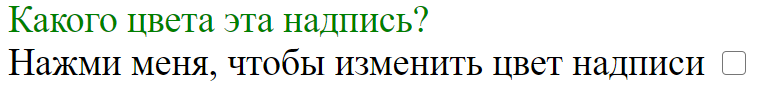 Какого цвета эта надпись?
Нажми меня, чтобы изменить цвет надписи